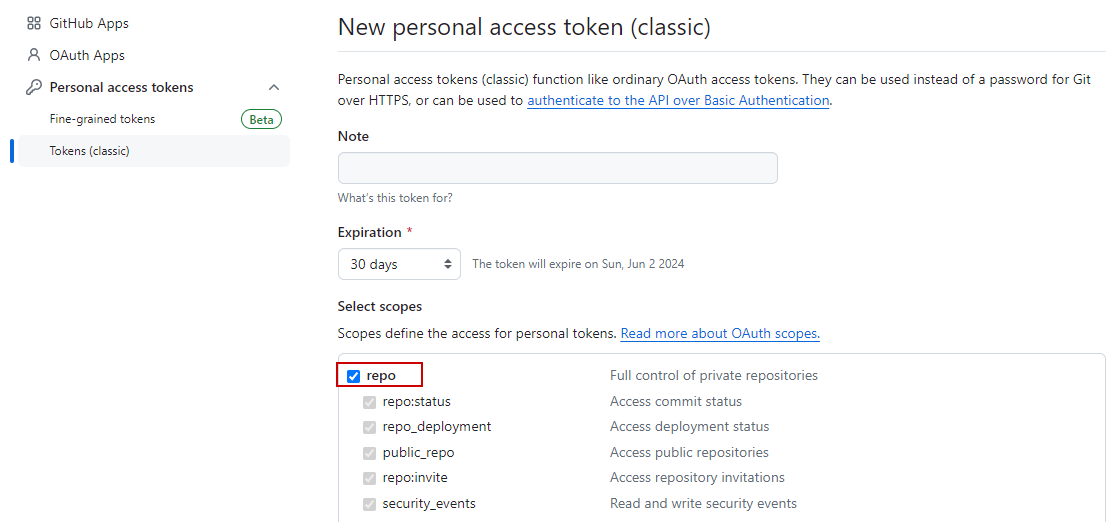 GitHub Apps
OAuth Apps
Personal access tokens
Fine-grained tokens Beta
Tokens (classic)
New personal access token (classic)
Personal access tokens (classic) function like ordinary OAuth access tokens. They can be used instead of a password for Git
over HTTPS, or can be used to authenticate to the API over Basic Authentication.
Note
What's this token for?
Expiration *
30 days The token will expire on Sun, Jun 2 2024
Select scopes
Scopes define the access for personal tokens. Read more about OAuth scopes.
repo Full control of private repositories
repo:status Access commit status
repo_deployment Access deployment status
public_repo Access public repositories
repo:invite Access repository invitations
security_events Read and write security events